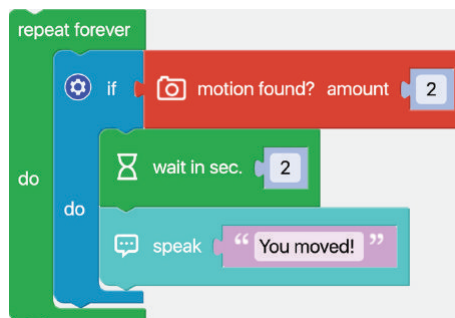 repeat forever
if motion found? amount 2
do wait in sec. 2
do speak “ You moved! ”